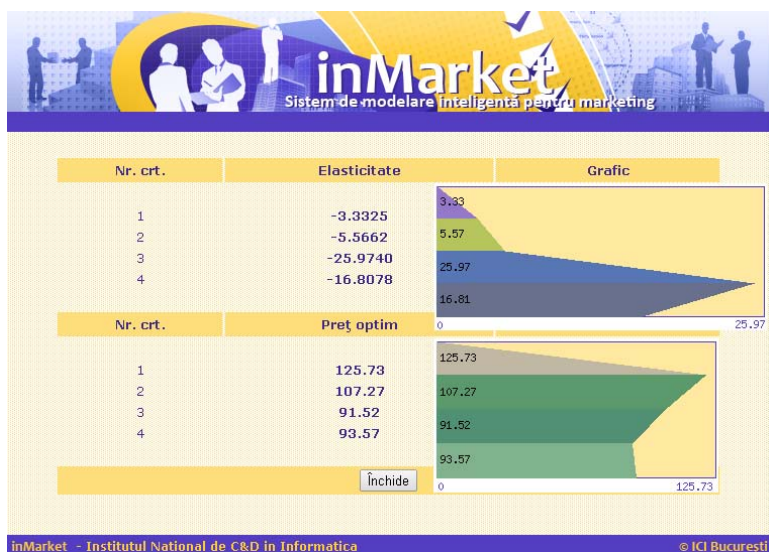 inMarket
Sistem de modelare inteligentă pentru marketing
Nr. crt. Elasticitate Grafic
1 -3.3325 3.33
2 -5.5662 5.57
3 -25.9740 25.97
4 -16.8078 16.81
0 25.97
Nr. crt. Preţ optim
1 125.73 125.73
2 107.27 107.27
3 91.52 91.52
4 93.57 93.57
Închide
0 125.73
inMarket - Institutul National de C&D in Informatica © ICI Bucureşti